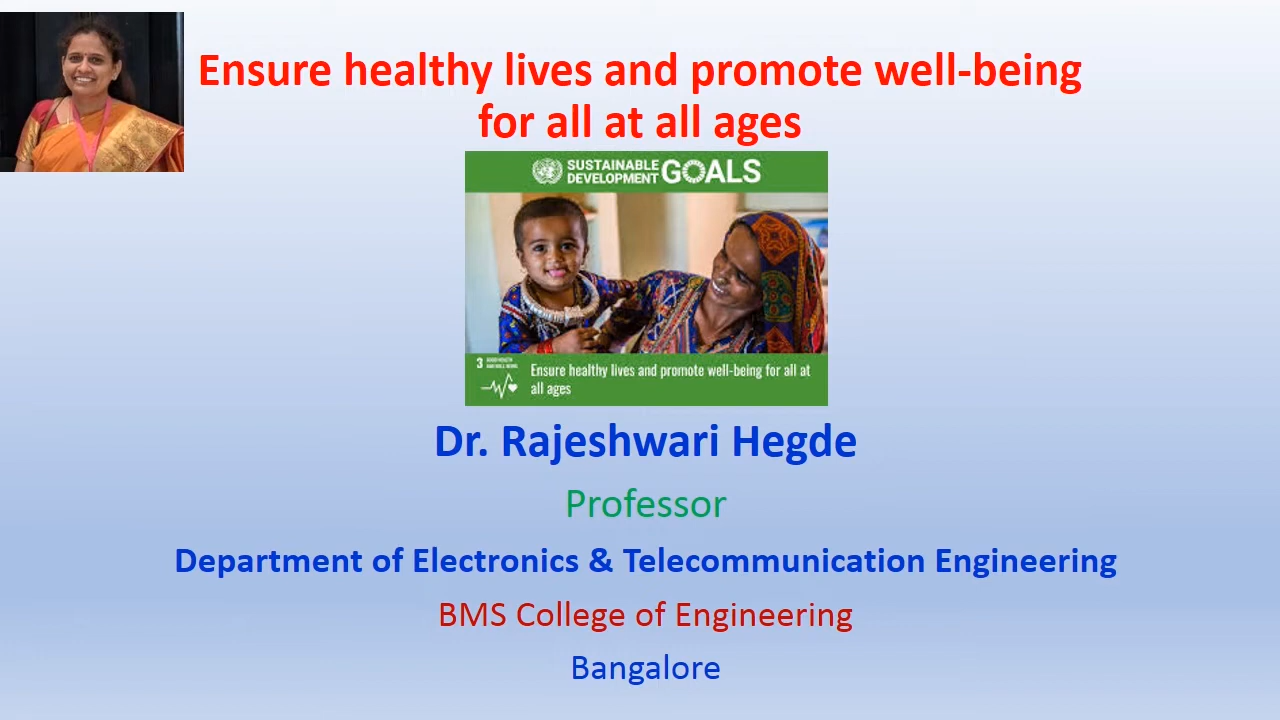 Ensure healthy lives and promote well-being
for all at all ages
SUSTAINABLE
DEVELOPMENT GOALS
3 GOOD HEALTH
AND WELL-BEING
Ensure healthy lives and promote well-being for all at
all ages
Dr. Rajeshwari Hegde
Professor
Department of Electronics & Telecommunication Engineering
BMS College of Engineering
Bangalore